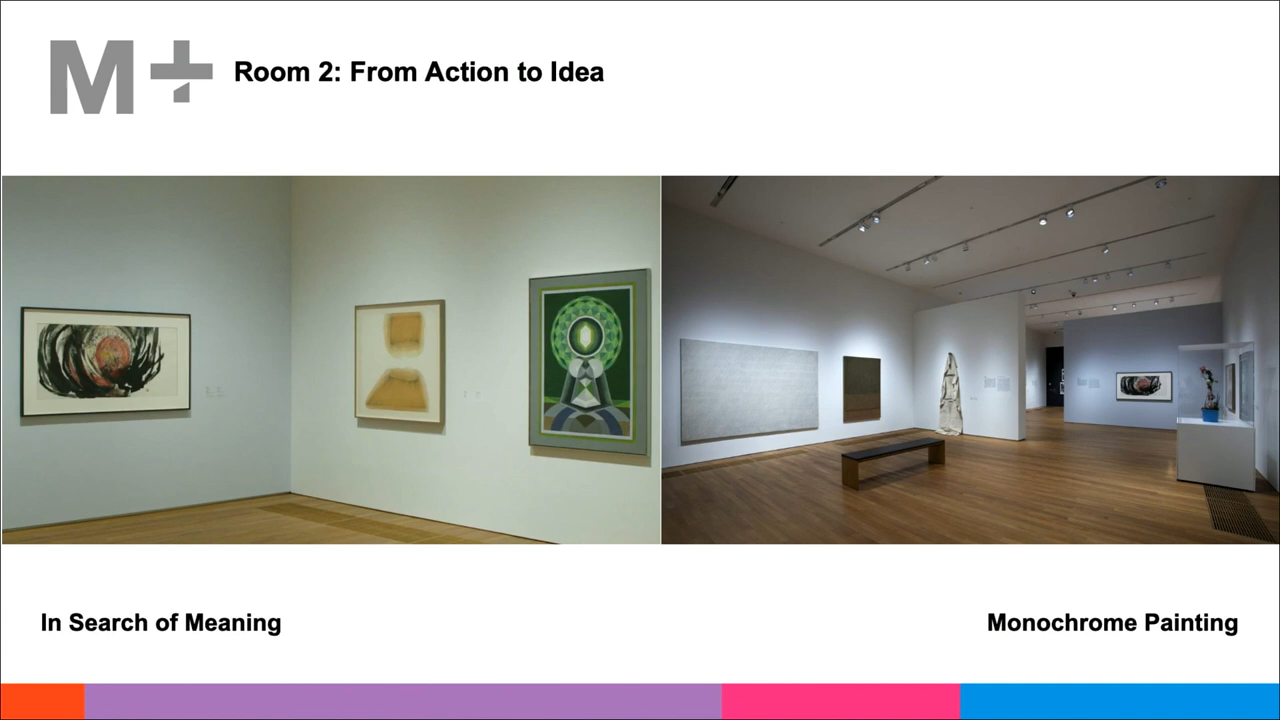 M+
Room 2: From Action to Idea
In Search of Meaning
Monochrome Painting